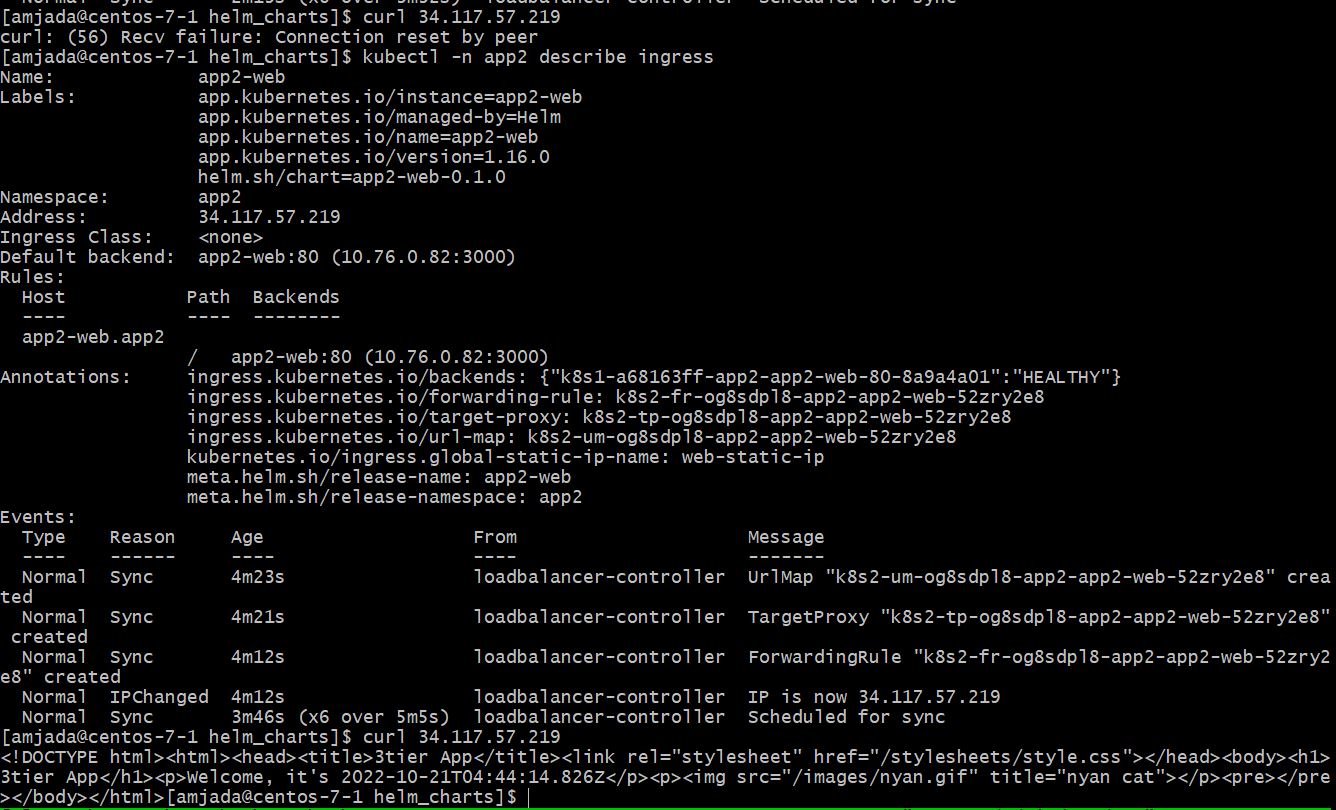 Normal  Sync       2m15s (x6 over 3m32s)  loadbalancer-controller  Scheduled for sync
[amjada@centos-7-1 helm_charts]$ curl 34.117.57.219
curl: (56) Recv failure: Connection reset by peer
[amjada@centos-7-1 helm_charts]$ kubectl -n app2 describe ingress
Name:             app2-web
Labels:           app.kubernetes.io/instance=app2-web
                  app.kubernetes.io/managed-by=Helm
                  app.kubernetes.io/name=app2-web
                  app.kubernetes.io/version=1.16.0
                  helm.sh/chart=app2-web-0.1.0
Namespace:        app2
Address:          34.117.57.219
Ingress Class:    <none>
Default backend:  app2-web:80 (10.76.0.82:3000)
Rules:
  Host           Path  Backends
  ----           ----  --------
  app2-web.app2
                 /   app2-web:80 (10.76.0.82:3000)
Annotations:     ingress.kubernetes.io/backends: {"k8s1-a68163ff-app2-app2-web-80-8a9a4a01":"HEALTHY"}
                 ingress.kubernetes.io/forwarding-rule: k8s2-fr-og8sdpl8-app2-app2-web-52zry2e8
                 ingress.kubernetes.io/target-proxy: k8s2-tp-og8sdpl8-app2-app2-web-52zry2e8
                 ingress.kubernetes.io/url-map: k8s2-um-og8sdpl8-app2-app2-web-52zry2e8
                 kubernetes.io/ingress.global-static-ip-name: web-static-ip
                 meta.helm.sh/release-name: app2-web
                 meta.helm.sh/release-namespace: app2
Events:
  Type    Reason     Age                   From                     Message
  ----    ------     ----                  ----                     -------
  Normal  Sync       4m23s                 loadbalancer-controller  UrlMap "k8s2-um-og8sdpl8-app2-app2-web-52zry2e8" crea
ted
  Normal  Sync       4m21s                 loadbalancer-controller  TargetProxy "k8s2-tp-og8sdpl8-app2-app2-web-52zry2e8"
 created
  Normal  Sync       4m12s                 loadbalancer-controller  ForwardingRule "k8s2-fr-og8sdpl8-app2-app2-web-52zry2
e8" created
  Normal  IPChanged  4m12s                 loadbalancer-controller  IP is now 34.117.57.219
  Normal  Sync       3m46s (x6 over 5m5s)  loadbalancer-controller  Scheduled for sync
[amjada@centos-7-1 helm_charts]$ curl 34.117.57.219
<!DOCTYPE html><html><head><title>3tier App</title><link rel="stylesheet" href="/stylesheets/style.css"></head><body><h1>
3tier App</h1><p>Welcome, it's 2022-10-21T04:44:14.826Z</p><p><img src="/images/nyan.gif" title="nyan cat"></p><pre></pre
></body></html>[amjada@centos-7-1 helm_charts]$